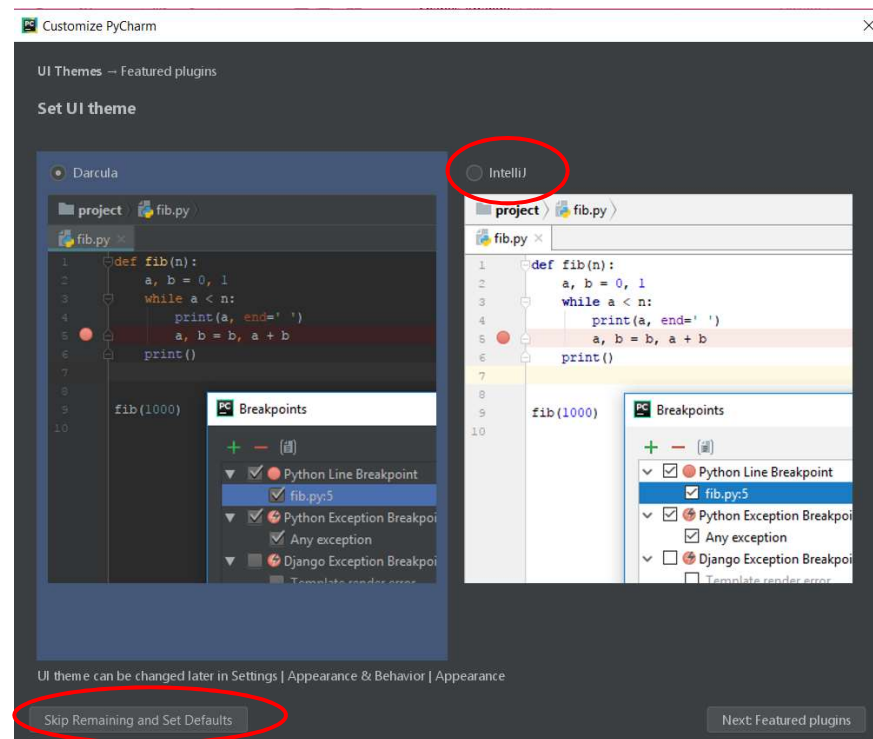 Customize PyCharm
UI Themes → Featured plugins
Set UI theme
Darcula
project fib.py
fib.py
1 def fib(n):
2 a, b = 0, 1
3 while a < n:
4 print(a, end=' ')
5 a, b = b, a + b
6 print()
7
8
9 fib(1000)
10
PC Breakpoints
Python Line Breakpoint
fib.py:5
Python Exception Breakpoi
Any exception
Django Exception Breakpoi
Template render error
IntelliJ
project fib.py
fib.py
1 def fib(n):
2 a, b = 0, 1
3 while a < n:
4 print(a, end=' ')
5 a, b = b, a + b
6 print()
7
8
9 fib(1000)
10
PC Breakpoints
Python Line Breakpoint
fib.py:5
Python Exception Breakpoi
Any exception
Django Exception Breakpoi
Template render error
UI theme can be changed later in Settings | Appearance & Behavior | Appearance
Skip Remaining and Set Defaults
Next: Featured plugins